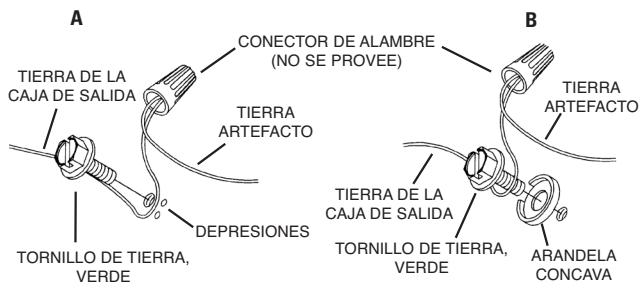 A
B
CONECTOR DE ALAMBRE
(NO SE PROVEE)
TIERRA DE LA
CAJA DE SALIDA
TIERRA
ARTEFACTO
TIERRA
ARTEFACTO
TIERRA DE LA
CAJA DE SALIDA
DEPRESIONES
TORNILLO DE TIERRA,
VERDE
TORNILLO DE TIERRA,
VERDE
ARANDELA
CONCAVA